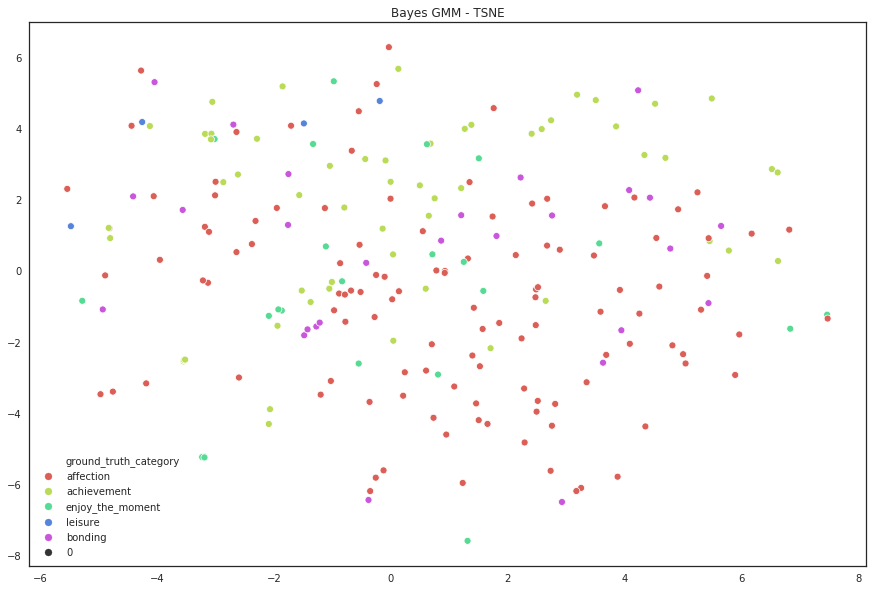 Bayes GMM - TSNE
6
4
2
0
−2
−4
−6
−8
ground_truth_category
affection
achievement
enjoy_the_moment
leisure
bonding
0
−6 −4 −2 0 2 4 6 8